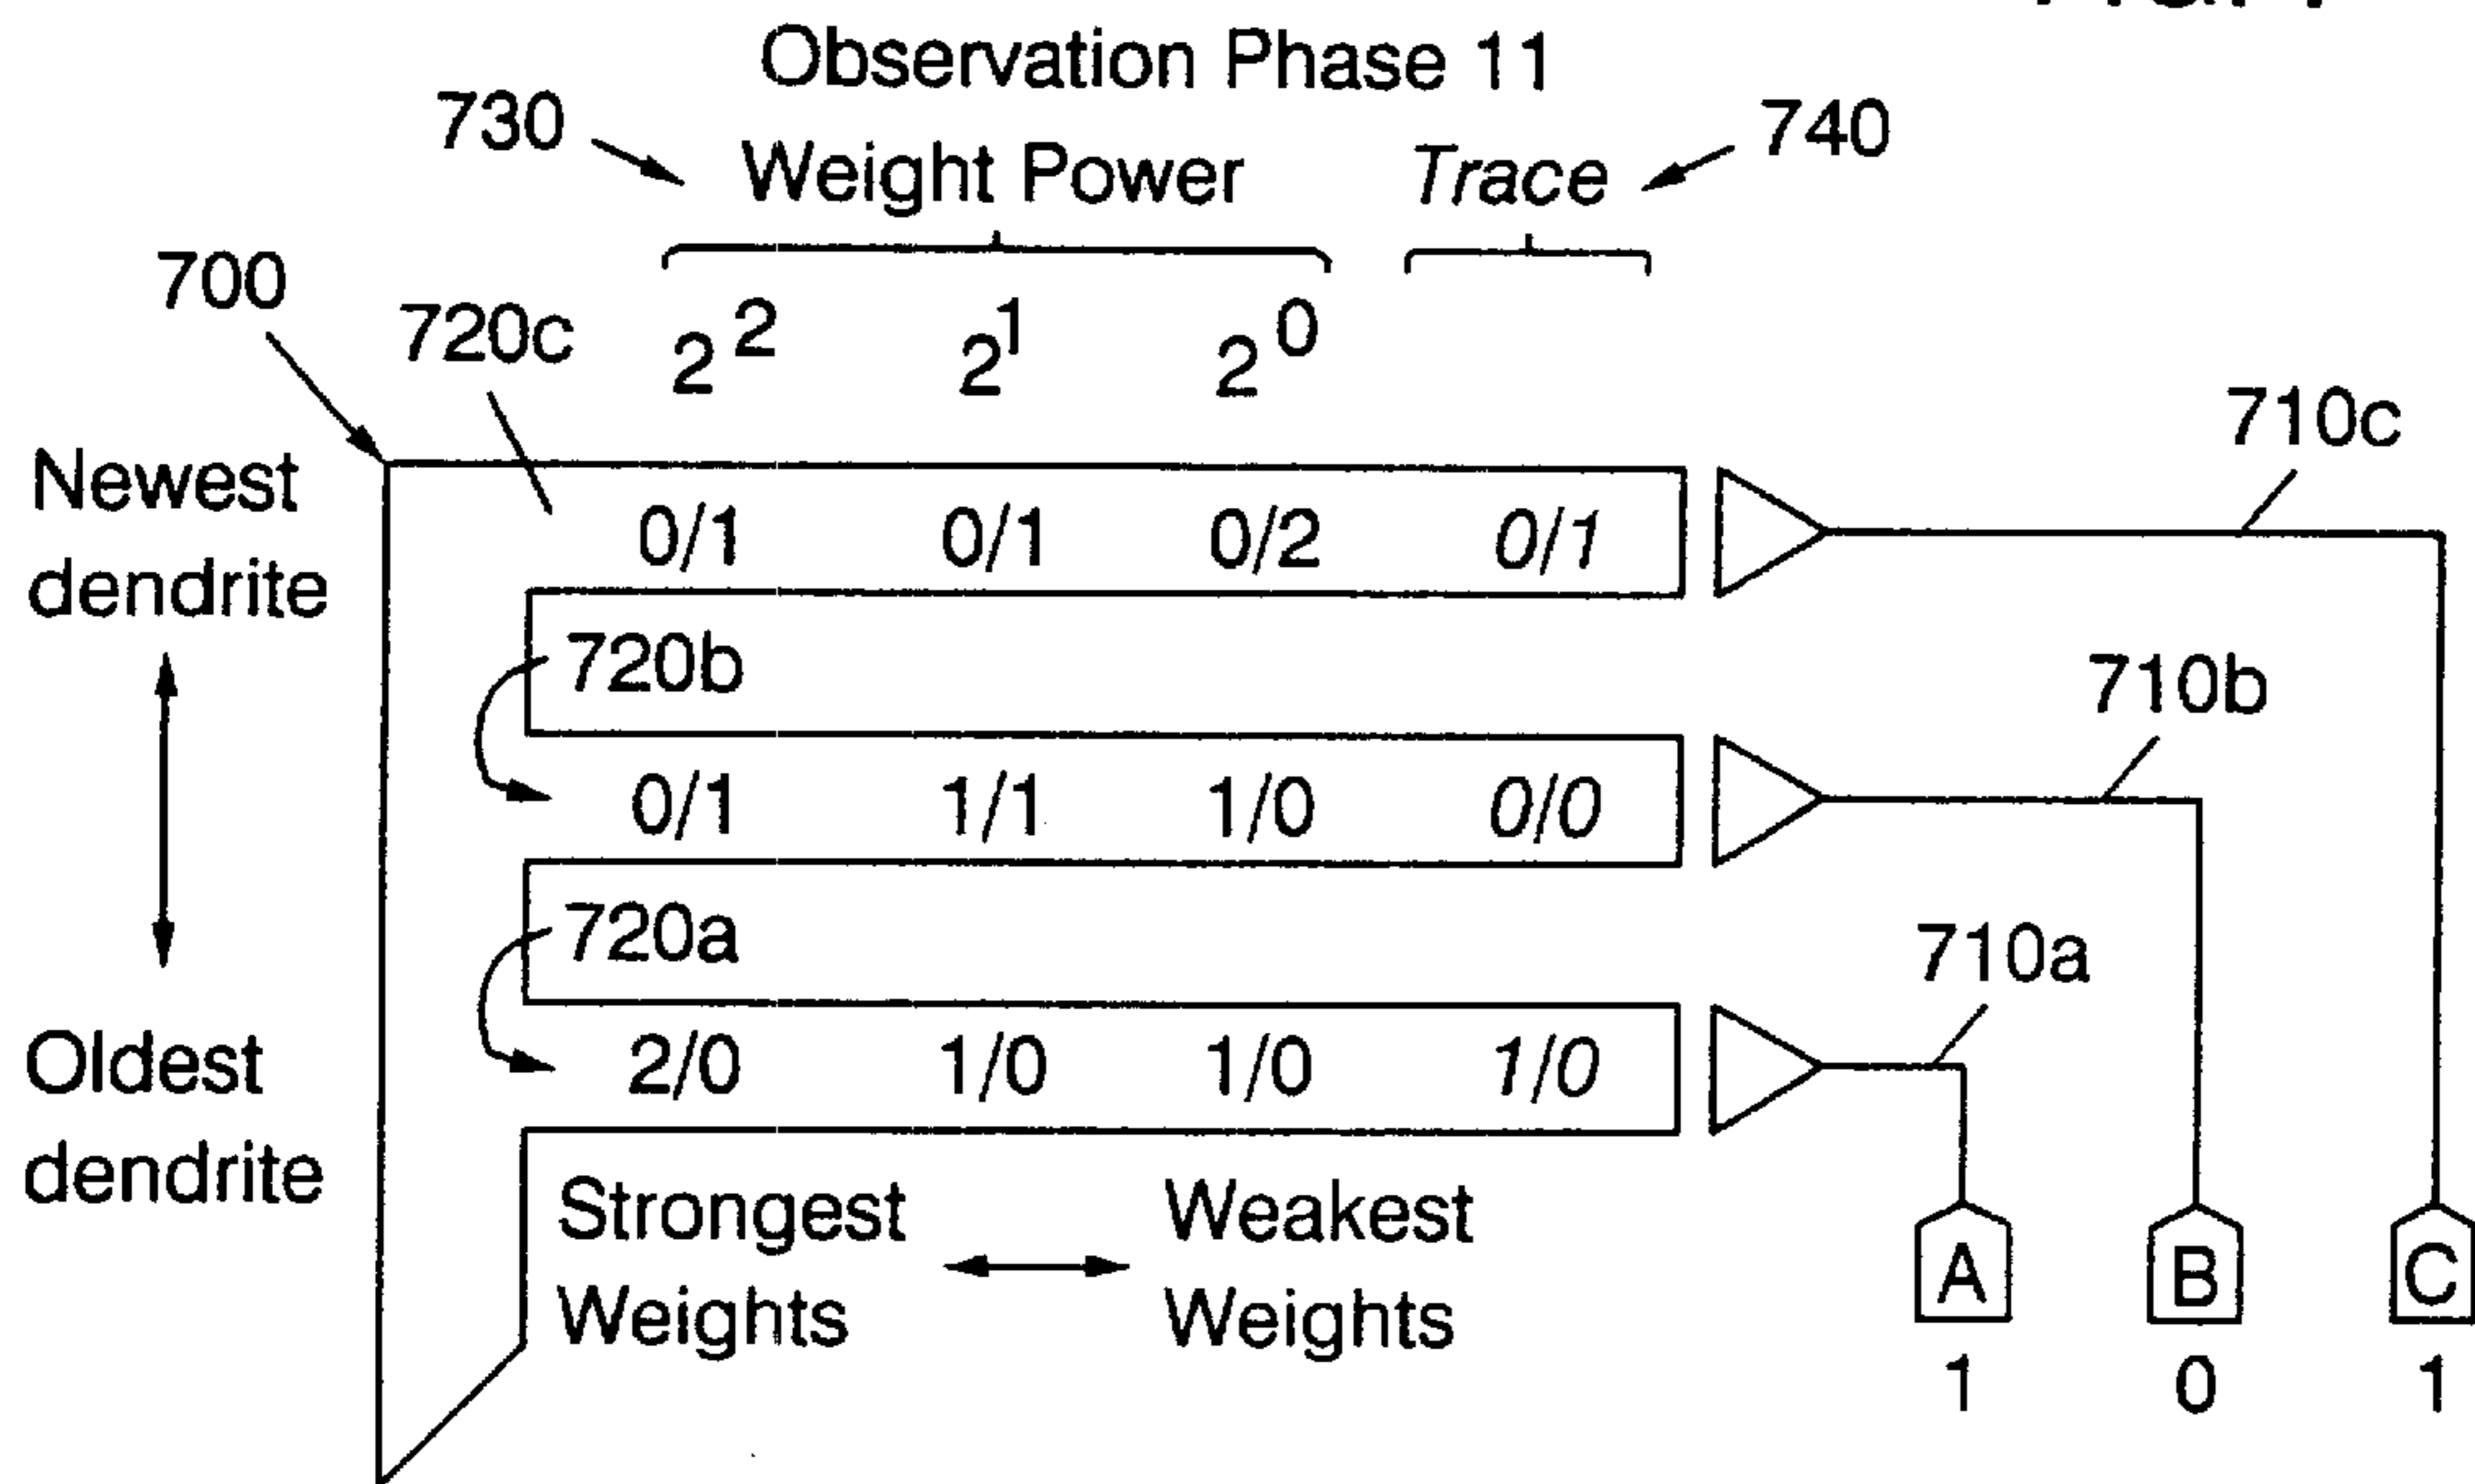 Observation Phase 11
730
Weight Power
Trace
740
700
720c
2^2
2^1
2^0
710c
Newest
dendrite
0/1 0/1 0/2 0/1
720b
710b
0/1 1/1 1/0 0/0
720a
710a
Oldest
dendrite
2/0 1/0 1/0 1/0
Strongest
Weights
Weakest
Weights
A B C
1 0 1